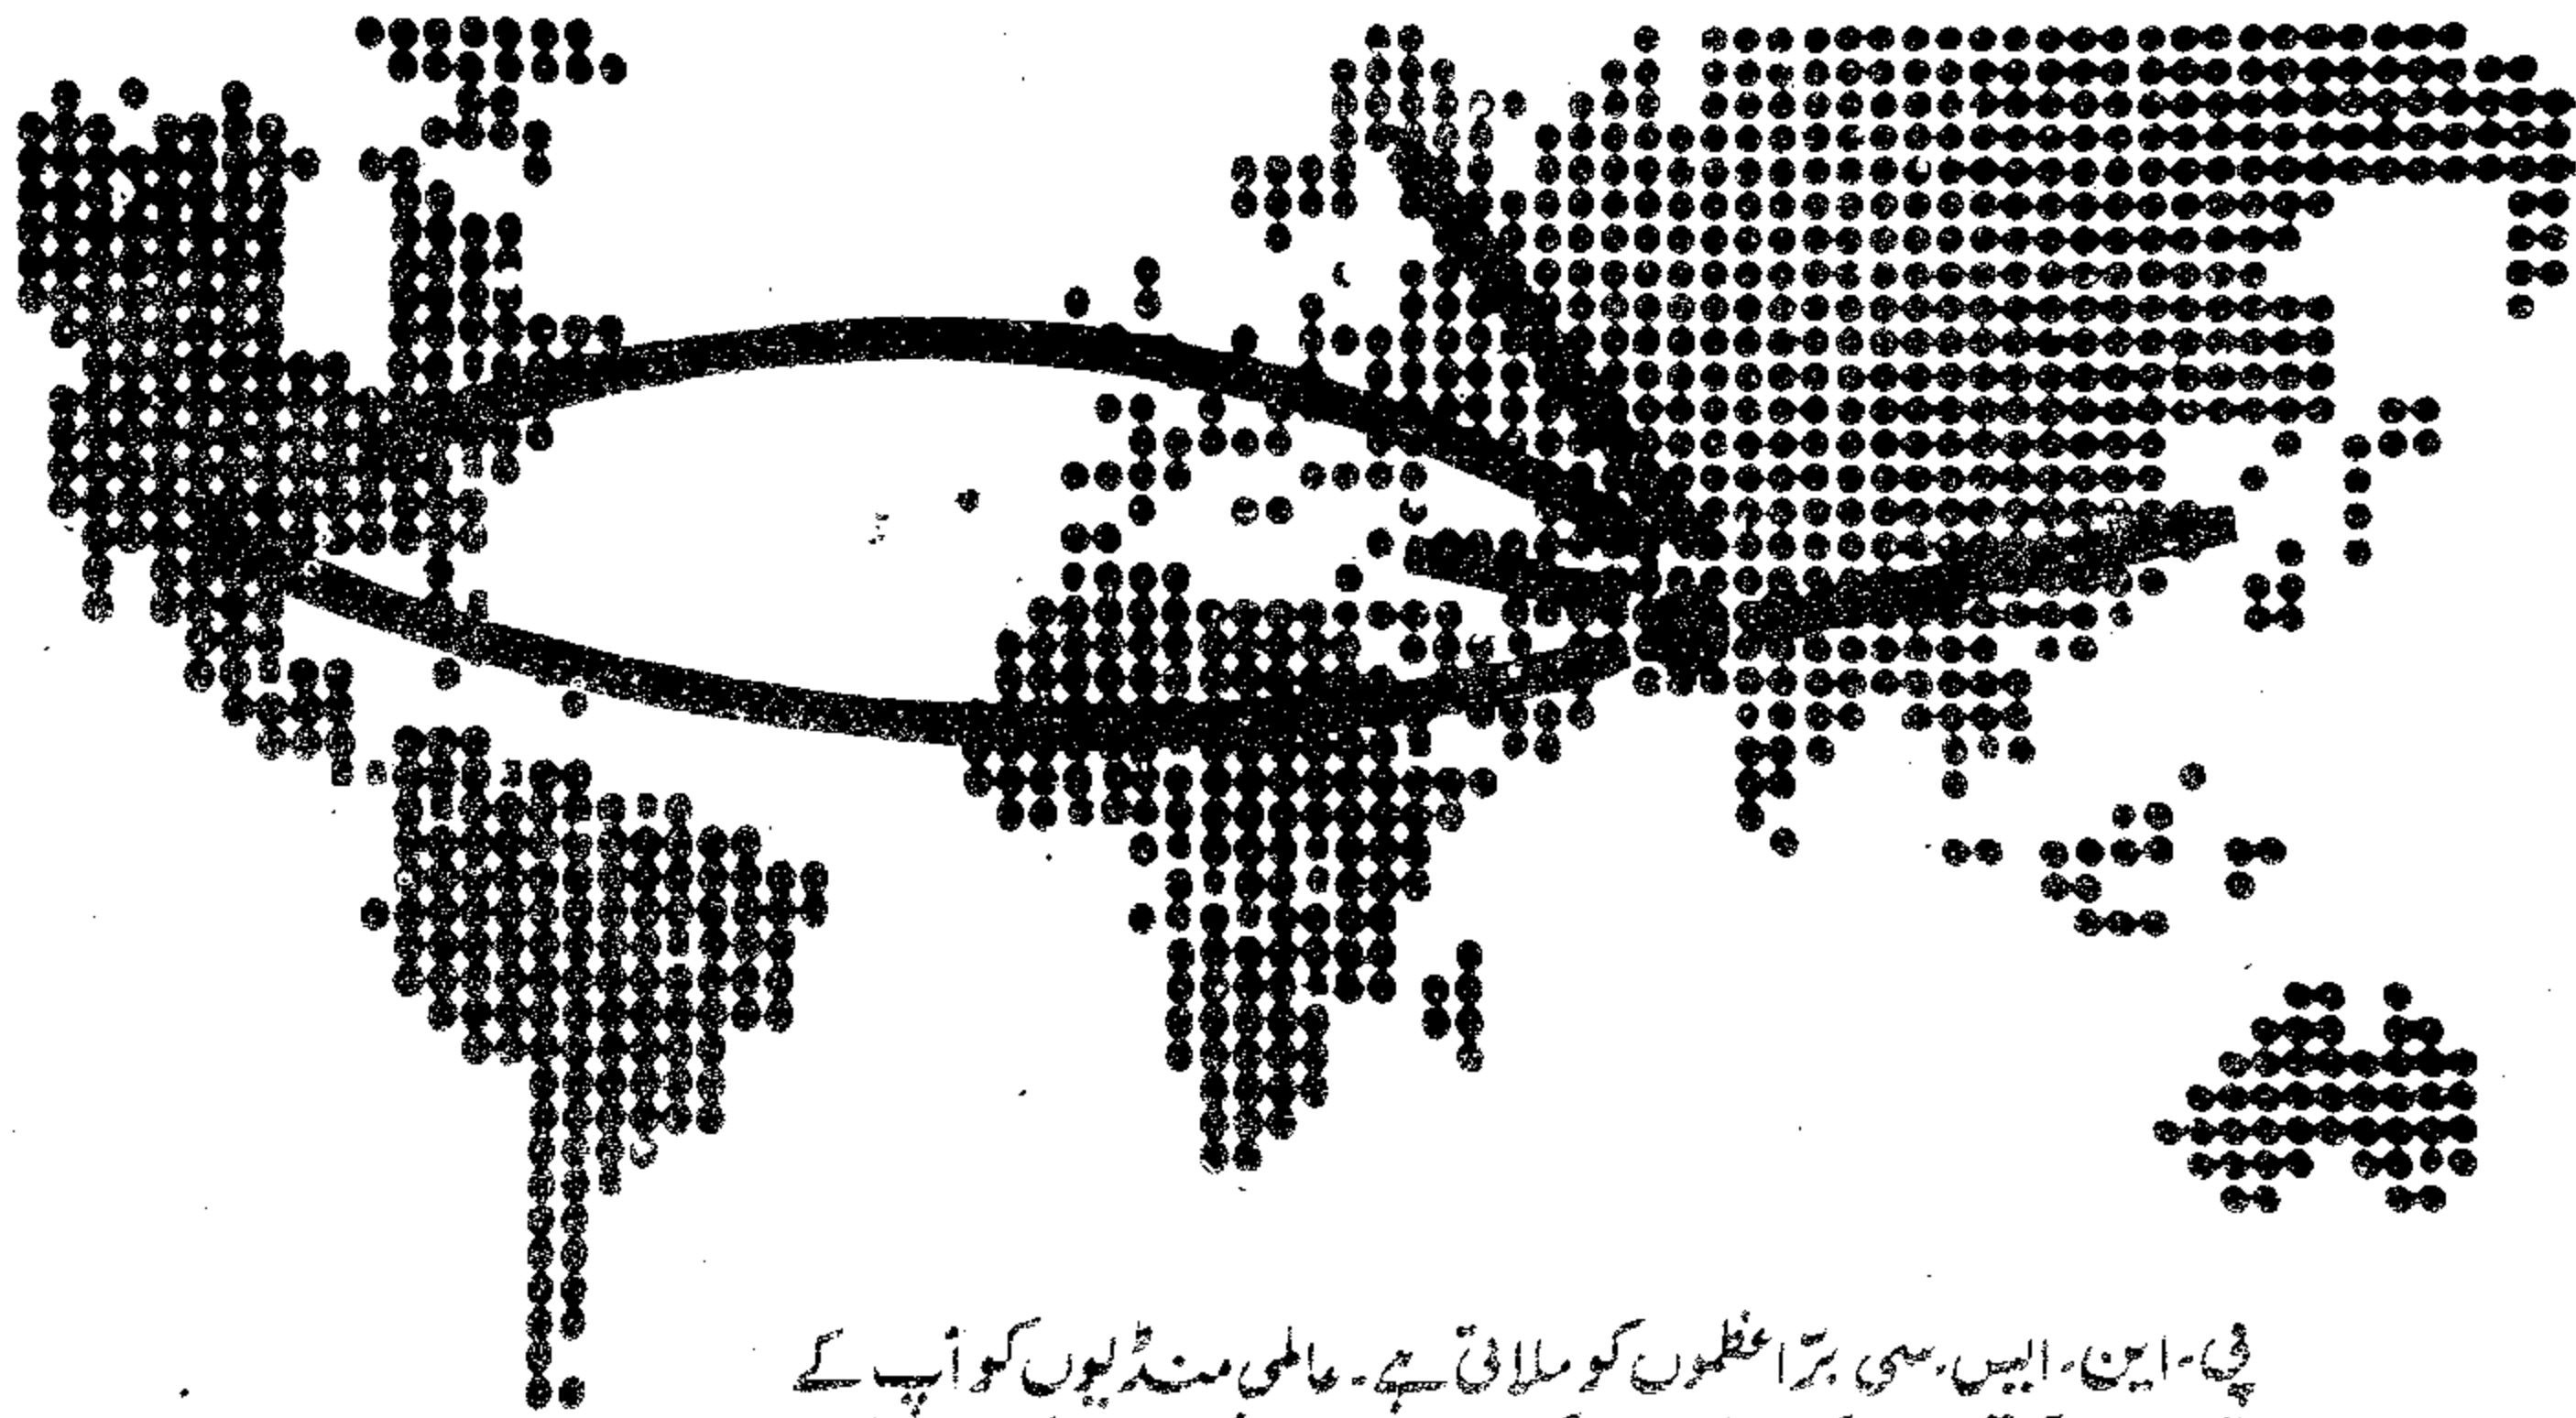 پی۔این۔ایس۔سی برّاعظموں کو ملاتی ہے۔ عالمی منڈیوں کو آپ کے